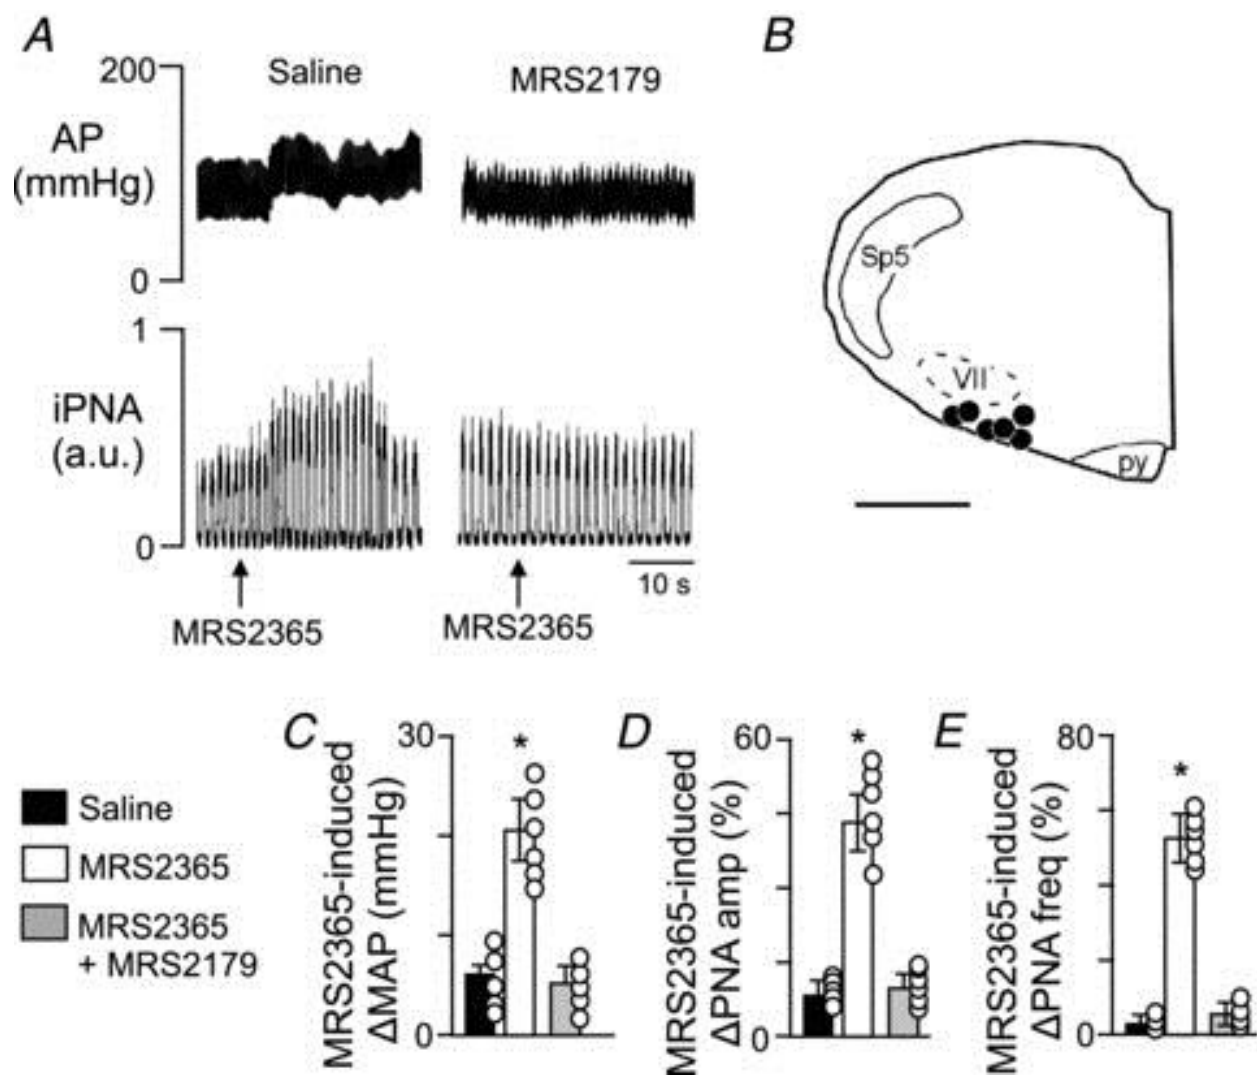 A
B
200
Saline
MRS2179
AP
(mmHg)
0
Sp5
VII
py
1
iPNA
(a.u.)
0
10 s
MRS2365
MRS2365
C
D
E
Saline
MRS2365
MRS2365
+ MRS2179
MRS2365-induced
ΔMAP (mmHg)
30
*
0
MRS2365-induced
ΔPNA amp (%)
60
*
0
MRS2365-induced
ΔPNA freq (%)
80
*
0